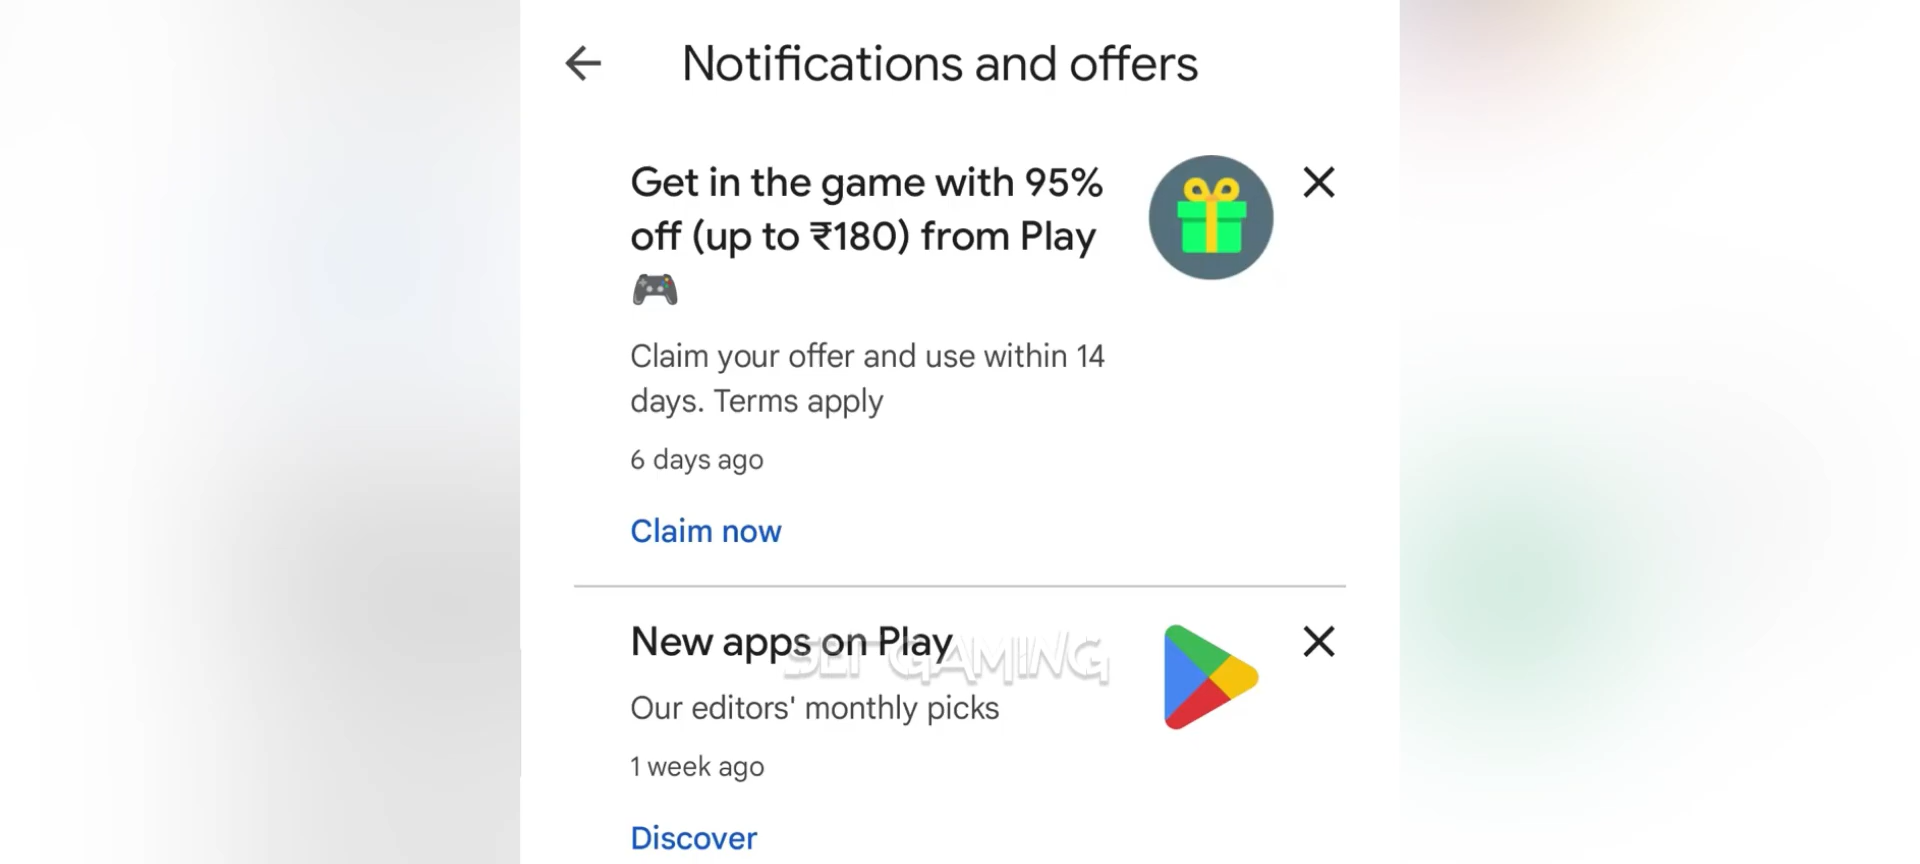 Notifications and offers
Get in the game with 95%
off (up to ₹180) from Play
🎮
Claim your offer and use within 14
days. Terms apply
6 days ago
Claim now
New apps on Play
GAMING
Our editors' monthly picks
1 week ago
Discover